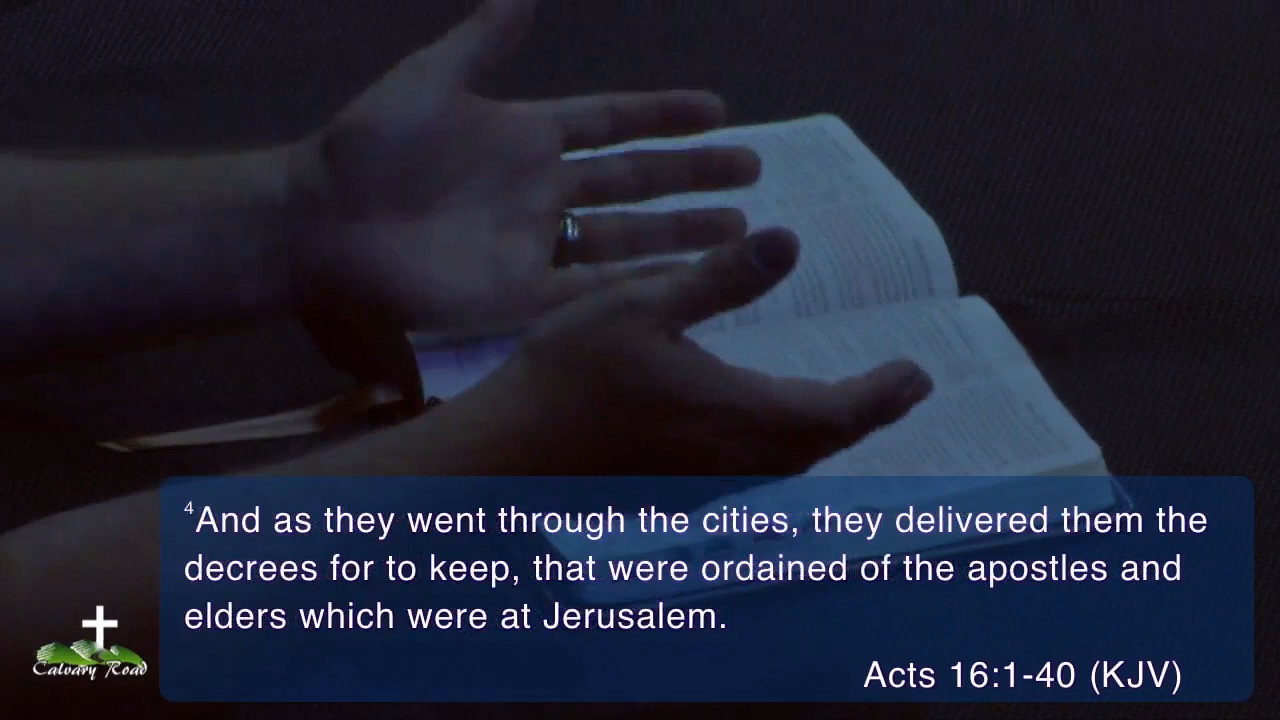 ⁴And as they went through the cities, they delivered them the
decrees for to keep, that were ordained of the apostles and
elders which were at Jerusalem.
Acts 16:1-40 (KJV)
Calvary Road